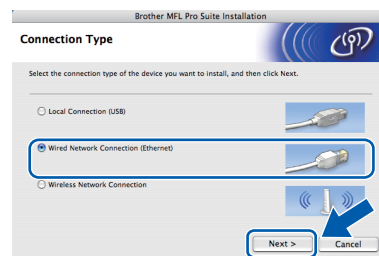 Brother MFL Pro Suite Installation
Connection Type
Select the connection type of the device you want to install, and then click Next.
Local Connection (USB)
Wired Network Connection (Ethernet)
Wireless Network Connection
Next >
Cancel